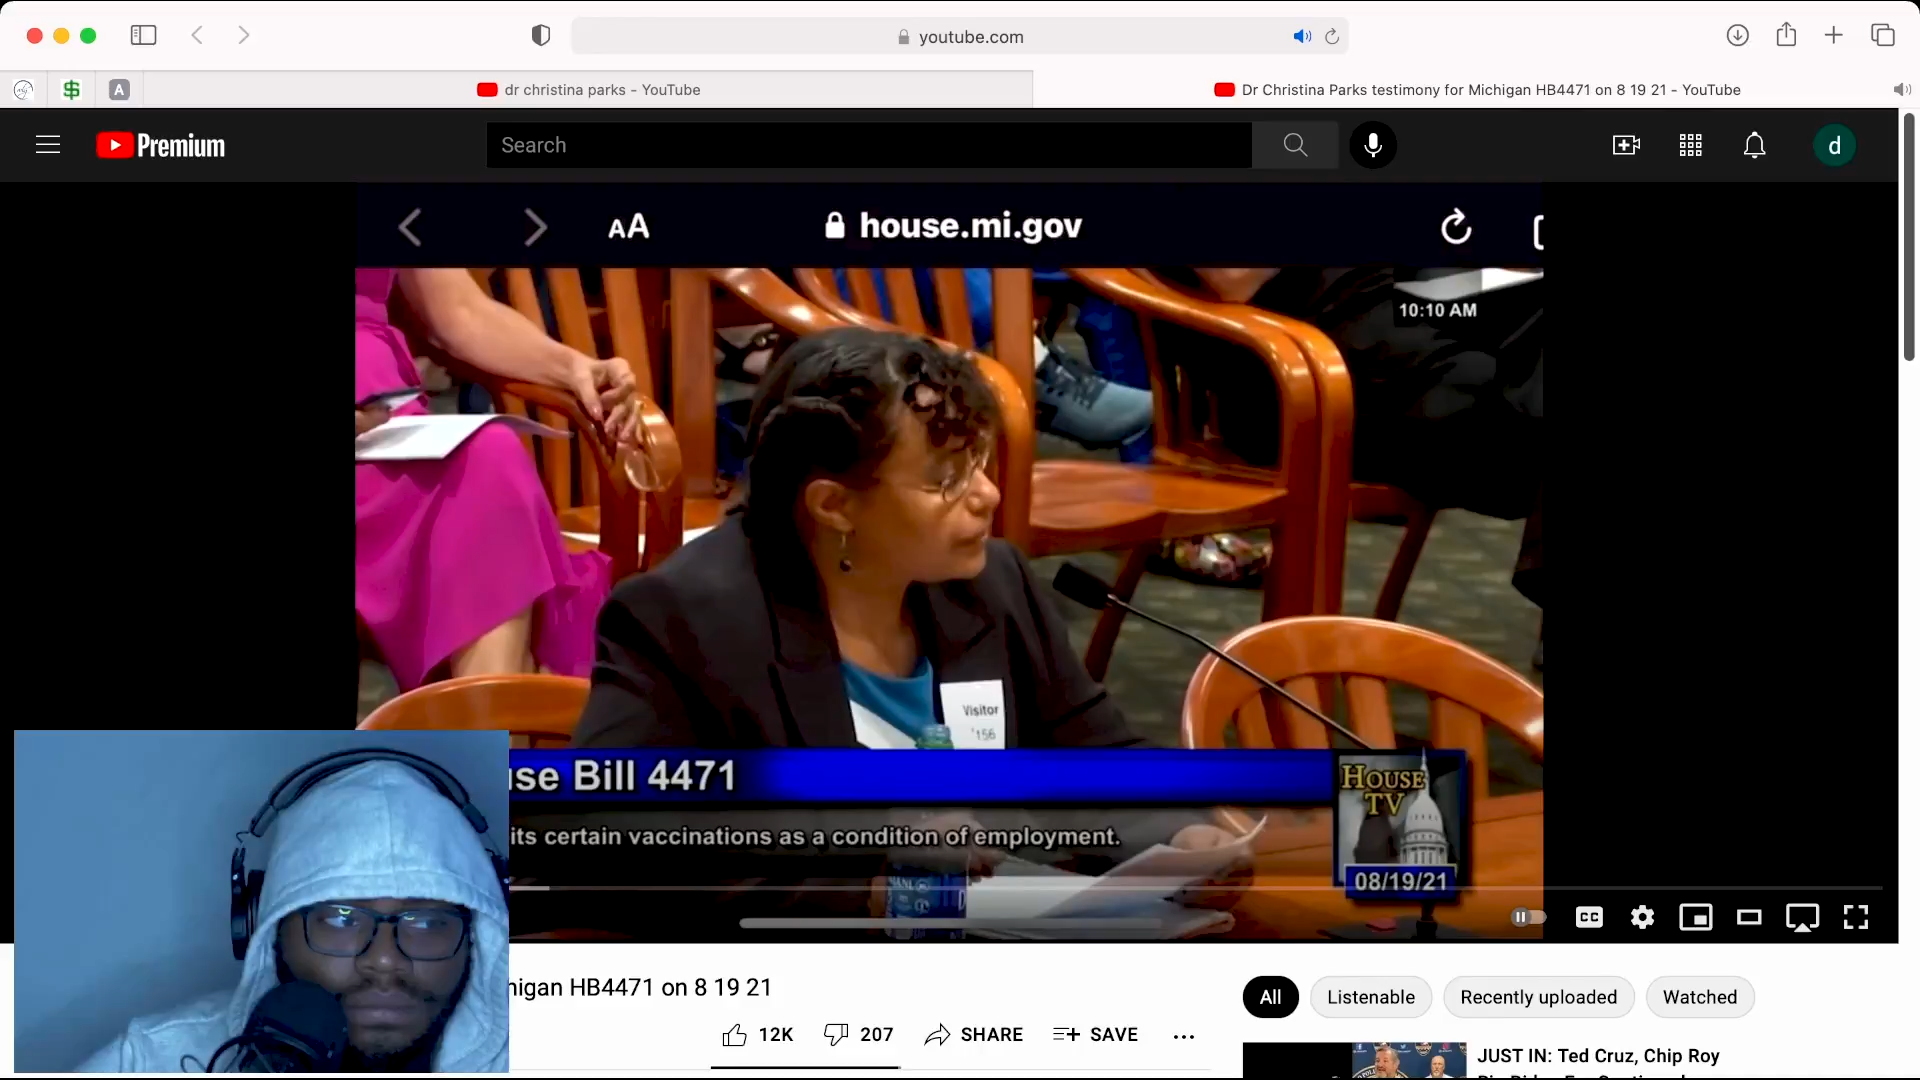 youtube.com
A
dr christina parks - YouTube
Dr Christina Parks testimony for Michigan HB4471 on 8 19 21 - YouTube
Premium
Search
d
AA
house.mi.gov
10:10 AM
Visitor
156
se Bill 4471
its certain vaccinations as a condition of employment.
HOUSE
TV
08/19/21
CC
higan HB4471 on 8 19 21
12K
207
SHARE
SAVE
All
Listenable
Recently uploaded
Watched
JUST IN: Ted Cruz, Chip Roy